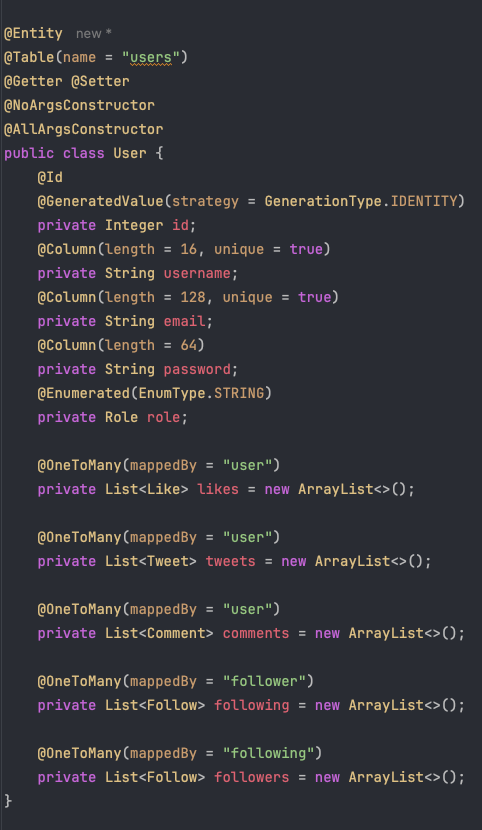 @Entity new *
@Table(name = "users")
@Getter @Setter
@NoArgsConstructor
@AllArgsConstructor
public class User {
    @Id
    @GeneratedValue(strategy = GenerationType.IDENTITY)
    private Integer id;
    @Column(length = 16, unique = true)
    private String username;
    @Column(length = 128, unique = true)
    private String email;
    @Column(length = 64)
    private String password;
    @Enumerated(EnumType.STRING)
    private Role role;

    @OneToMany(mappedBy = "user")
    private List<Like> likes = new ArrayList<>();

    @OneToMany(mappedBy = "user")
    private List<Tweet> tweets = new ArrayList<>();

    @OneToMany(mappedBy = "user")
    private List<Comment> comments = new ArrayList<>();

    @OneToMany(mappedBy = "follower")
    private List<Follow> following = new ArrayList<>();

    @OneToMany(mappedBy = "following")
    private List<Follow> followers = new ArrayList<>();
}